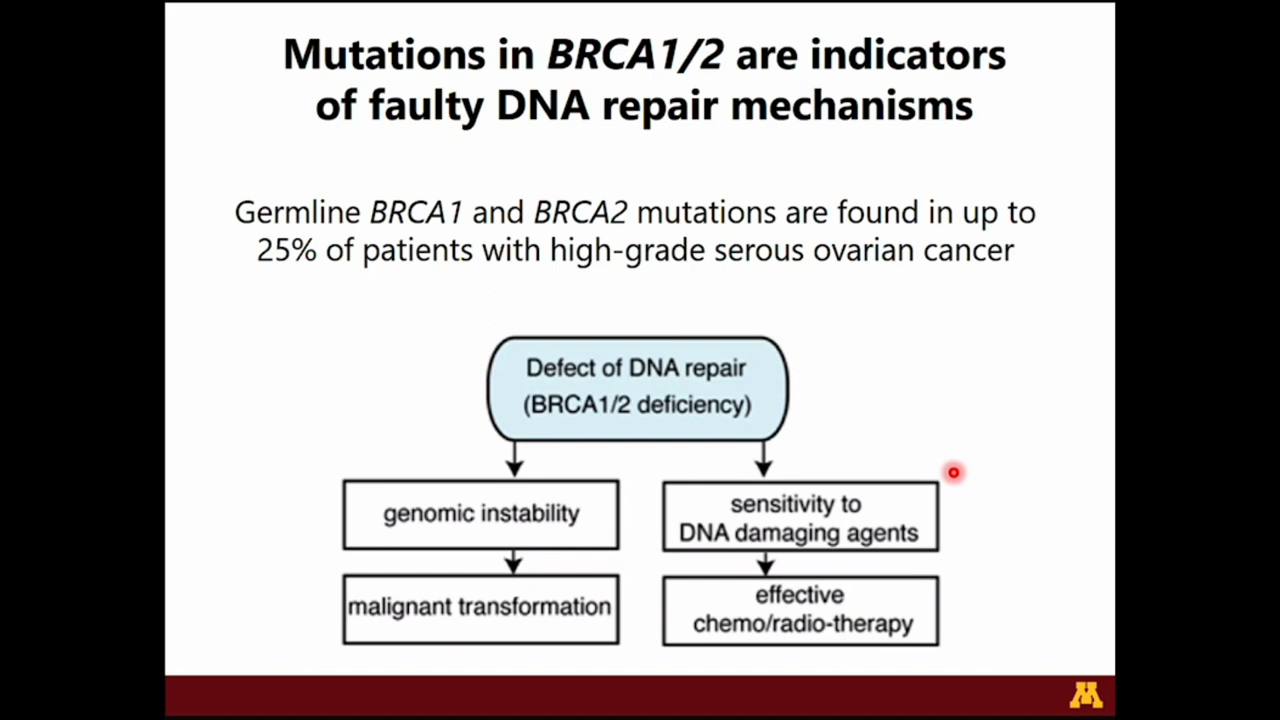 Mutations in BRCA1/2 are indicators
of faulty DNA repair mechanisms
Germline BRCA1 and BRCA2 mutations are found in up to
25% of patients with high-grade serous ovarian cancer
Defect of DNA repair
(BRCA1/2 deficiency)
genomic instability
malignant transformation
sensitivity to
DNA damaging agents
effective
chemo/radio-therapy
M